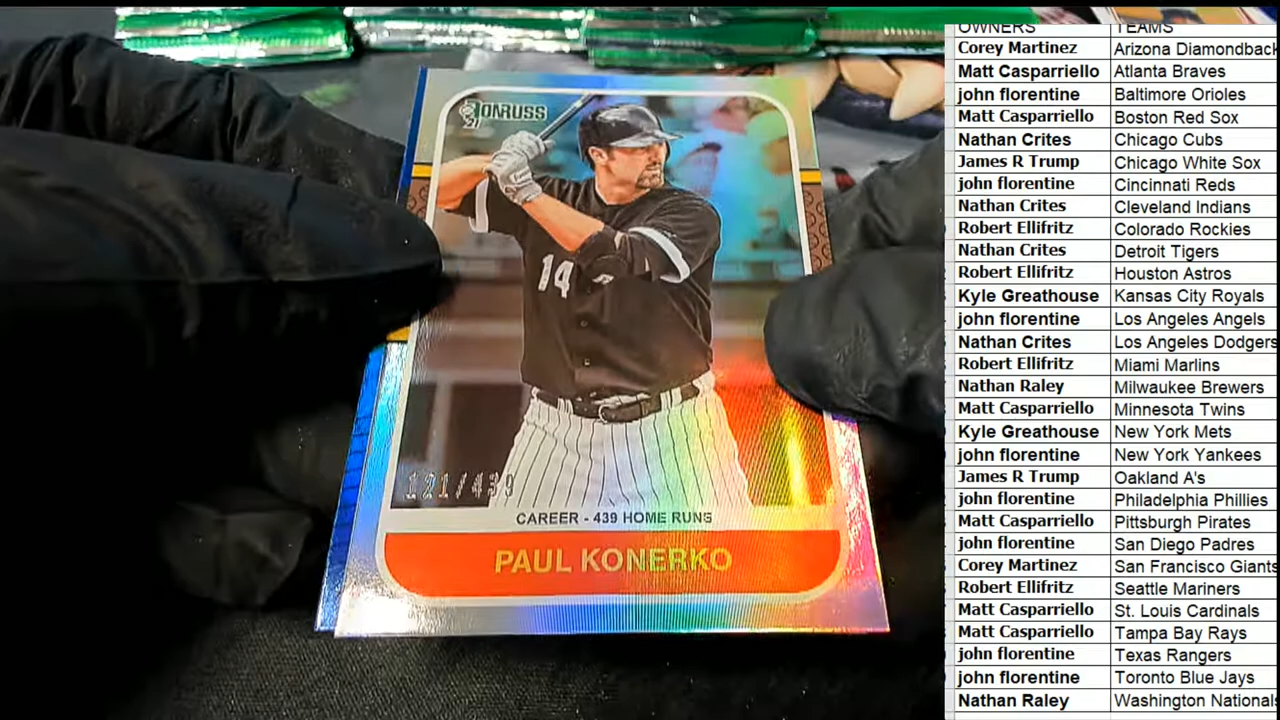 DONRUSS
21
14
191/439
CAREER - 439 HOME RUNS
PAUL KONERKO
OWNERS TEAMS
Corey Martinez Arizona Diamondback
Matt Casparriello Atlanta Braves
john florentine Baltimore Orioles
Matt Casparriello Boston Red Sox
Nathan Crites Chicago Cubs
James R Trump Chicago White Sox
john florentine Cincinnati Reds
Nathan Crites Cleveland Indians
Robert Ellifritz Colorado Rockies
Nathan Crites Detroit Tigers
Robert Ellifritz Houston Astros
Kyle Greathouse Kansas City Royals
john florentine Los Angeles Angels
Nathan Crites Los Angeles Dodgers
Robert Ellifritz Miami Marlins
Nathan Raley Milwaukee Brewers
Matt Casparriello Minnesota Twins
Kyle Greathouse New York Mets
john florentine New York Yankees
James R Trump Oakland A's
john florentine Philadelphia Phillies
Matt Casparriello Pittsburgh Pirates
john florentine San Diego Padres
Corey Martinez San Francisco Giants
Robert Ellifritz Seattle Mariners
Matt Casparriello St. Louis Cardinals
Matt Casparriello Tampa Bay Rays
john florentine Texas Rangers
john florentine Toronto Blue Jays
Nathan Raley Washington Nationals